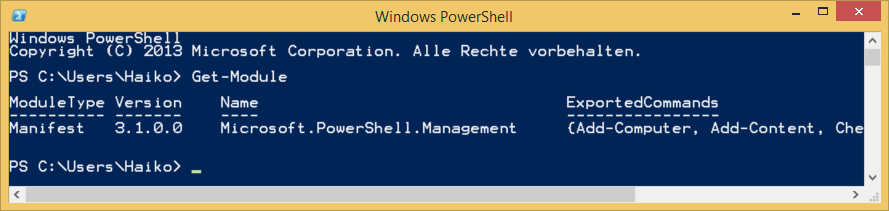 Windows PowerShell
Windows PowerShell
Copyright (C) 2013 Microsoft Corporation. Alle Rechte vorbehalten.
PS C:\Users\Haiko> Get-Module
ModuleType Version    Name                                ExportedCommands
---------- -------    ----                                ----------------
Manifest   3.1.0.0    Microsoft.PowerShell.Management     {Add-Computer, Add-Content, Che
PS C:\Users\Haiko> _